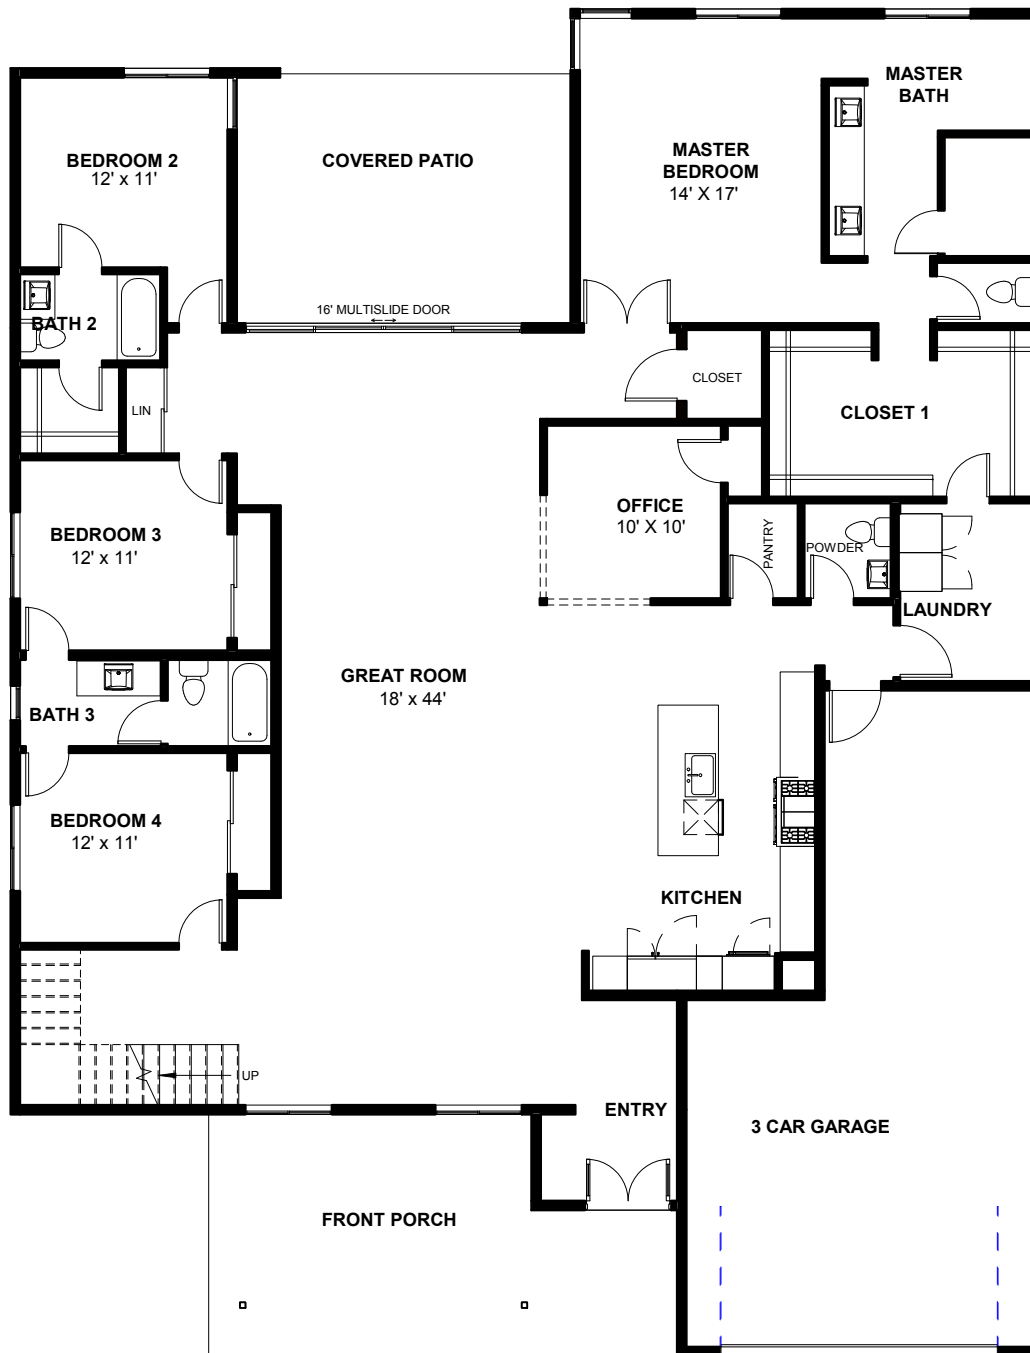 MASTER
BATH
BEDROOM 2
12' x 11'
COVERED PATIO
MASTER
BEDROOM
14' X 17'
16' MULTISLIDE DOOR
BATH 2
CLOSET
LIN
CLOSET 1
OFFICE
10' X 10'
BEDROOM 3
12' x 11'
PANTRY
POWDER
LAUNDRY
GREAT ROOM
18' x 44'
BATH 3
BEDROOM 4
12' x 11'
KITCHEN
UP
ENTRY
3 CAR GARAGE
FRONT PORCH